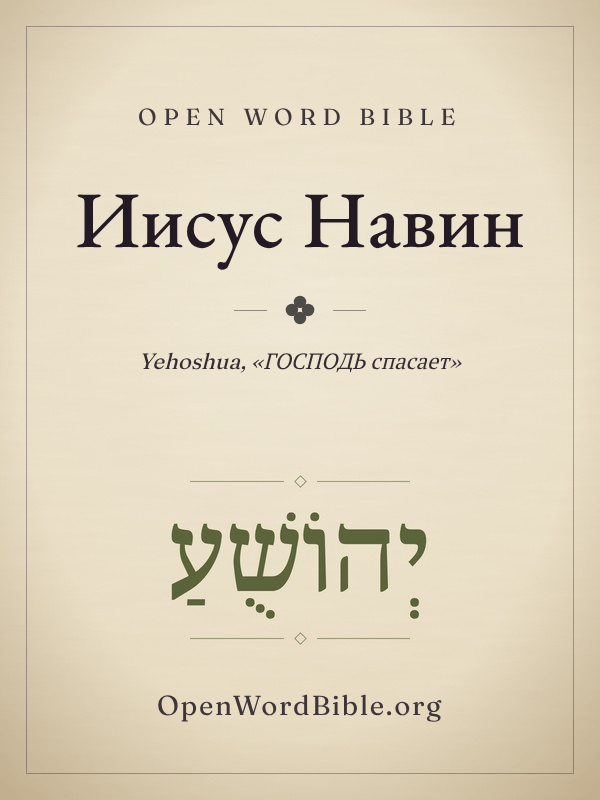 OPEN WORD BIBLE
Иисус Навин
Yehoshua, «ГОСПОДЬ спасает»
יְהוֹשֻׁעַ
OpenWordBible.org